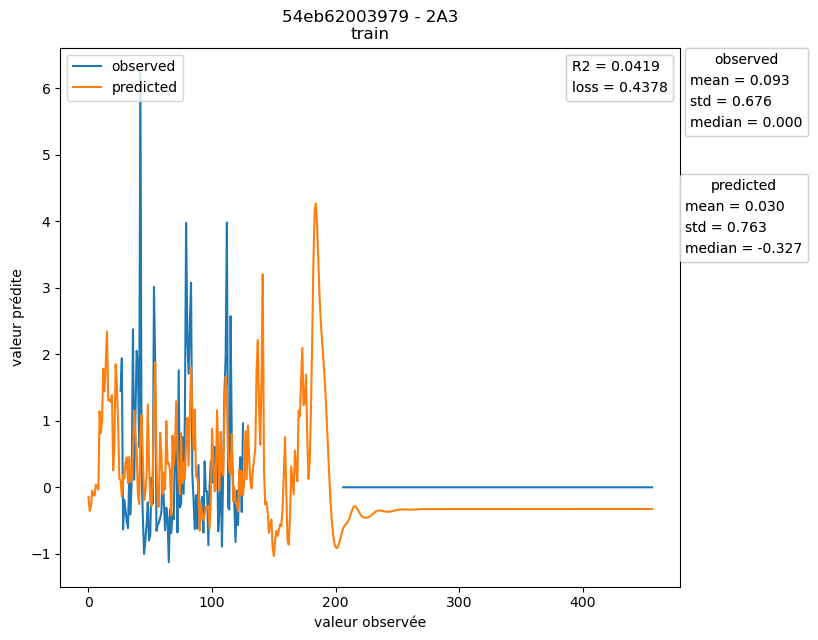 54eb62003979 - 2A3
train
observed
predicted
R2 = 0.0419
loss = 0.4378
observed
mean = 0.093
std = 0.676
median = 0.000
predicted
mean = 0.030
std = 0.763
median = -0.327
valeur prédite
6
5
4
3
2
1
0
−1
0
100
200
300
400
valeur observée